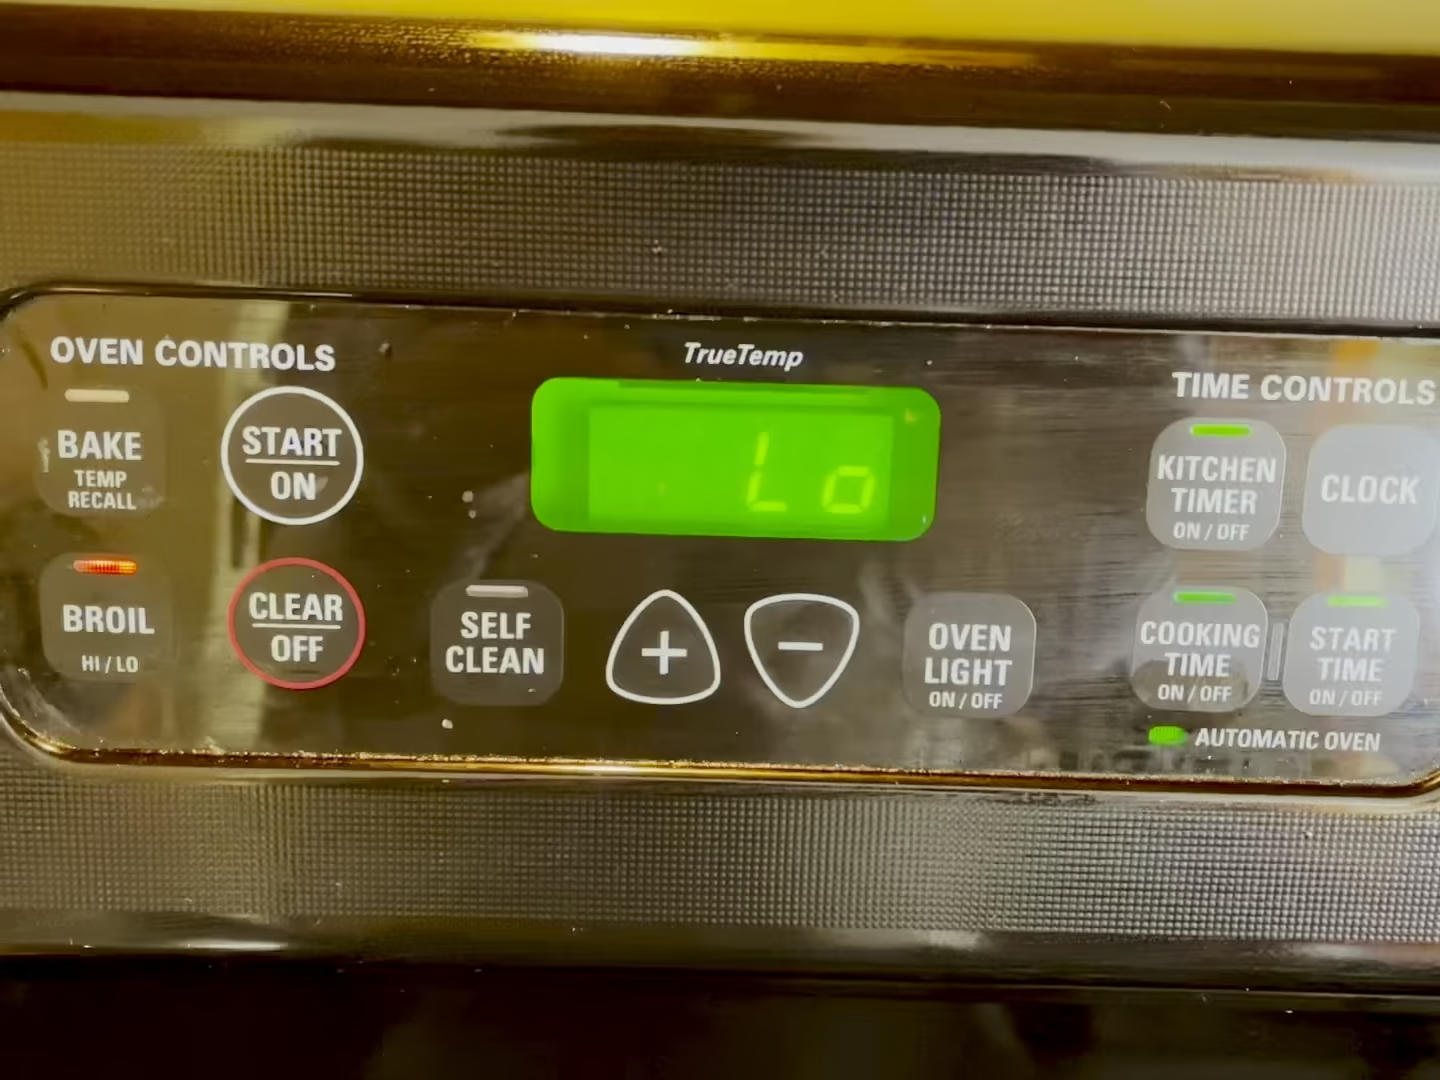 OVEN CONTROLS
BAKE
TEMP
RECALL
START
ON
BROIL
HI / LO
CLEAR
OFF
SELF
CLEAN
TrueTemp
Lo
+
−
OVEN
LIGHT
ON / OFF
TIME CONTROLS
KITCHEN
TIMER
ON / OFF
CLOCK
COOKING
TIME
ON / OFF
START
TIME
ON / OFF
AUTOMATIC OVEN